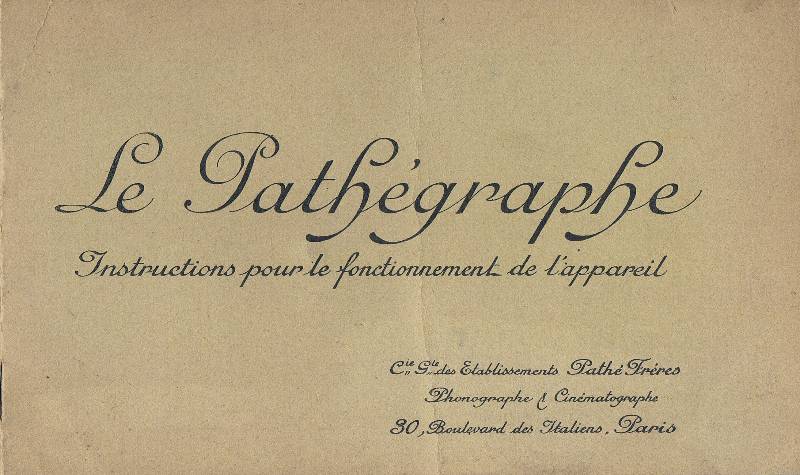 Le Pathégraphe
Instructions pour le fonctionnement de l'appareil
Cie Gle des Etablissements Pathé Frères
Phonographe & Cinématographe
30, Boulevard des Italiens, Paris